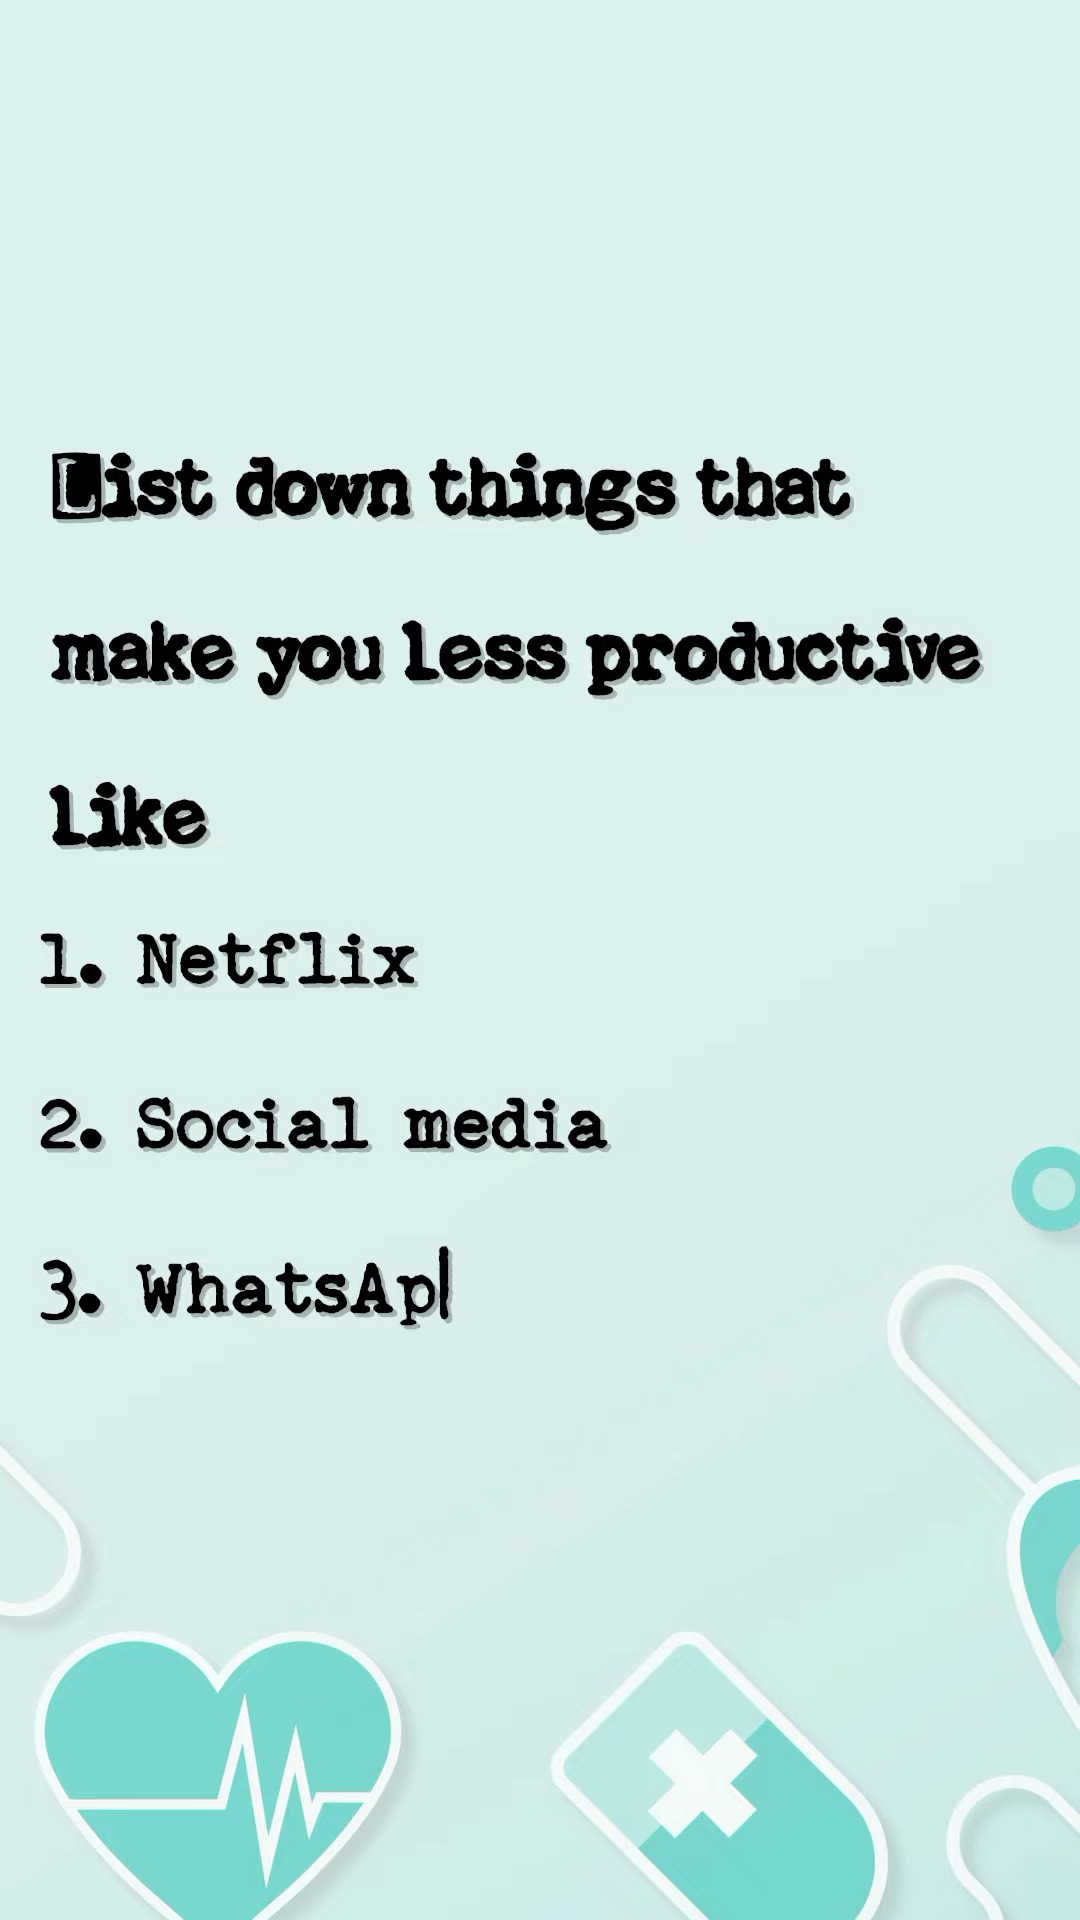 List down things that
make you less productive
like
1. Netflix
2. Social media
3. WhatsAp